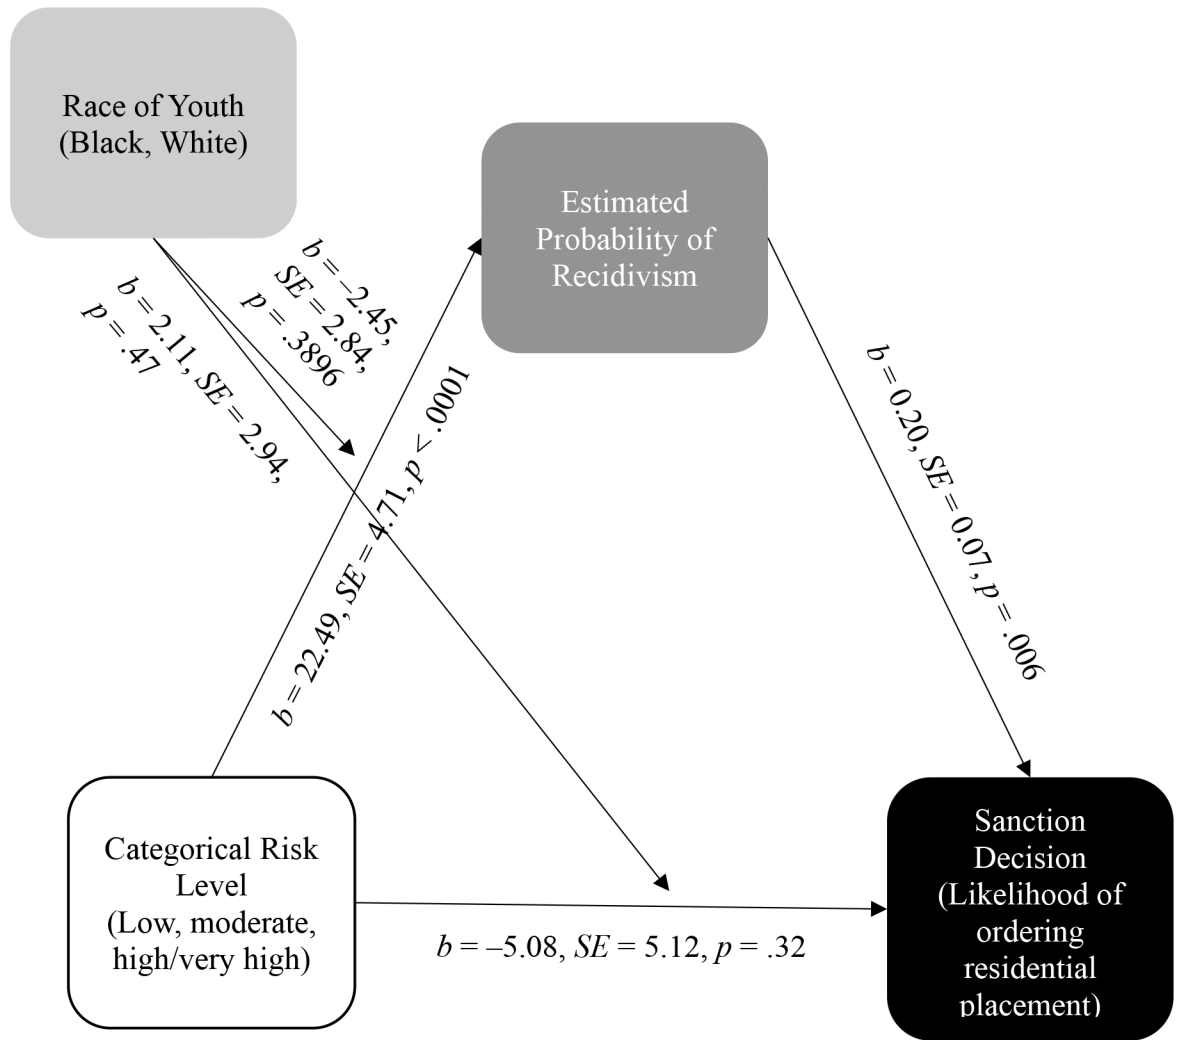 Race of Youth
(Black, White)
Estimated
Probability of
Recidivism
b = –2.45,
SE = 2.84,
p = .3896
b = 2.11, SE = 2.94,
p = .47
b = 22.49, SE = 4.71, p < .0001
b = 0.20, SE = 0.07, p = .006
Categorical Risk
Level
(Low, moderate,
high/very high)
b = –5.08, SE = 5.12, p = .32
Sanction
Decision
(Likelihood of
ordering
residential
placement)